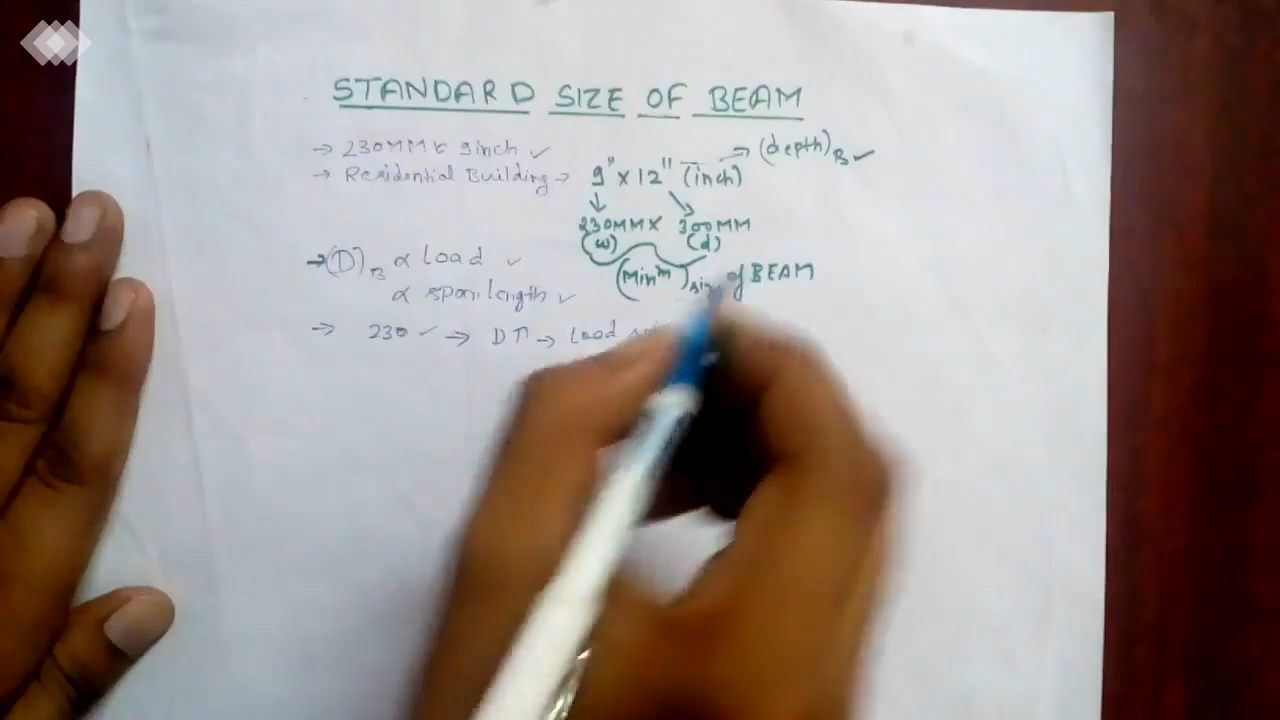 STANDARD SIZE OF BEAM
→ 230MM & 9inch ✓
→ (depth)B ✓
→ Residential Building → 9" x 12" (inch)
230MM x 300MM
(w) (d)
→ (D)B ∝ Load ✓
(Minm) size of BEAM
∝ span length ✓
→ 230 ✓ → D↑ → Load